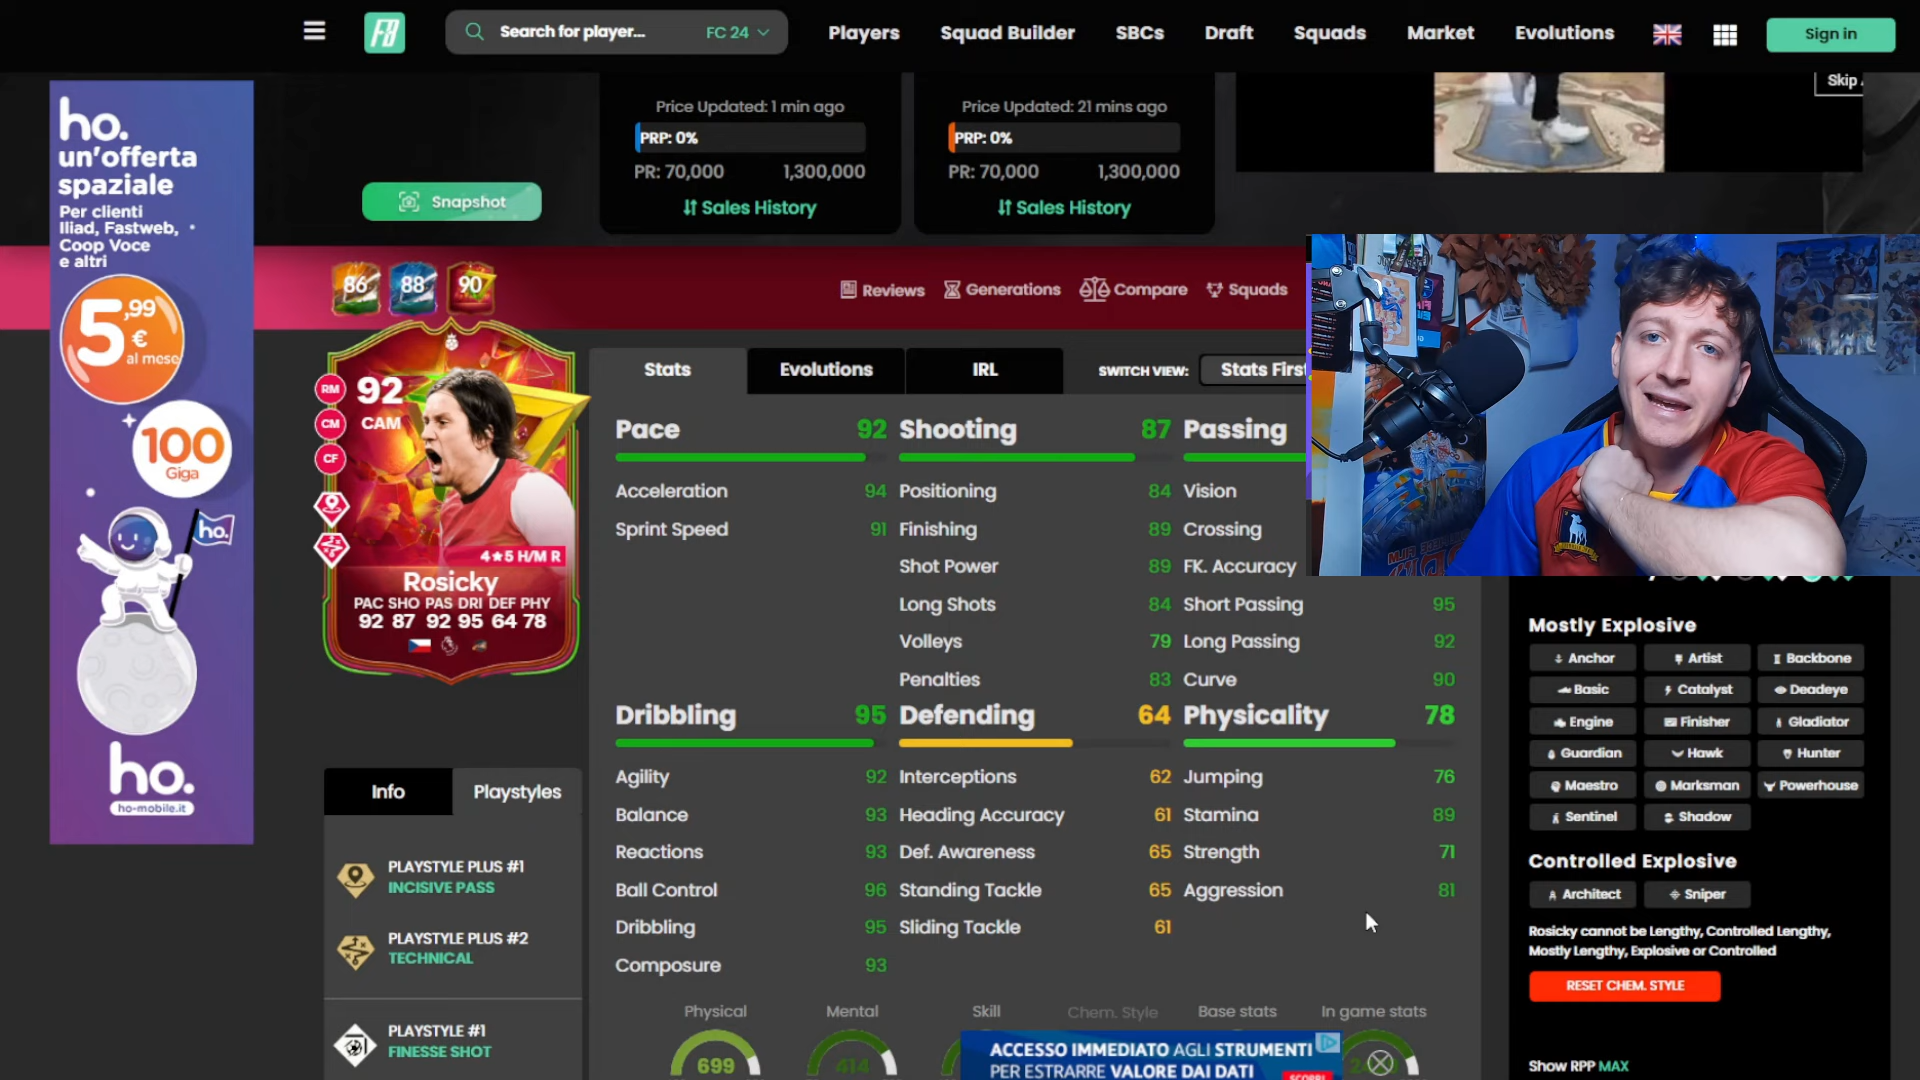 Search for player...
FC 24
Players
Squad Builder
SBCs
Draft
Squads
Market
Evolutions
Sign in
ho.
un'offerta
spaziale
Per clienti
Iliad, Fastweb,
Coop Voce
e altri
5,99
€
al mese
+
100
Giga
ho.
ho.
ho-mobile.it
Snapshot
Price Updated: 1 min ago
PRP: 0%
PR: 70,000
1,300,000
Sales History
Price Updated: 21 mins ago
PRP: 0%
PR: 70,000
1,300,000
Sales History
Skip
86
88
90
Reviews
Generations
Compare
Squads
RM
CM
CF
92
CAM
4★5 H/M R
Rosicky
PAC SHO PAS DRI DEF PHY
92 87 92 95 64 78
Stats
Evolutions
IRL
SWITCH VIEW:
Stats First
Pace 92
Acceleration 94
Sprint Speed 91
Shooting 87
Positioning 84
Finishing 89
Shot Power 89
Long Shots 84
Volleys 79
Penalties 83
Passing
Vision
Crossing
FK. Accuracy
Short Passing 95
Long Passing 92
Curve 90
Dribbling 95
Agility 92
Balance 93
Reactions 93
Ball Control 96
Dribbling 95
Composure 93
Defending 64
Interceptions 62
Heading Accuracy 61
Def. Awareness 65
Standing Tackle 65
Sliding Tackle 61
Physicality 78
Jumping 76
Stamina 89
Strength 71
Aggression 81
Info
Playstyles
PLAYSTYLE PLUS #1
INCISIVE PASS
PLAYSTYLE PLUS #2
TECHNICAL
PLAYSTYLE #1
FINESSE SHOT
Physical
699
Mental
414
Skill
Chem. Style
Base stats
In game stats
ACCESSO IMMEDIATO AGLI STRUMENTI
PER ESTRARRE VALORE DAI DATI
SCOPRI
Mostly Explosive
Anchor
Artist
Backbone
Basic
Catalyst
Deadeye
Engine
Finisher
Gladiator
Guardian
Hawk
Hunter
Maestro
Marksman
Powerhouse
Sentinel
Shadow
Controlled Explosive
Architect
Sniper
Rosicky cannot be Lengthy, Controlled Lengthy,
Mostly Lengthy, Explosive or Controlled
RESET CHEM. STYLE
Show RPP MAX